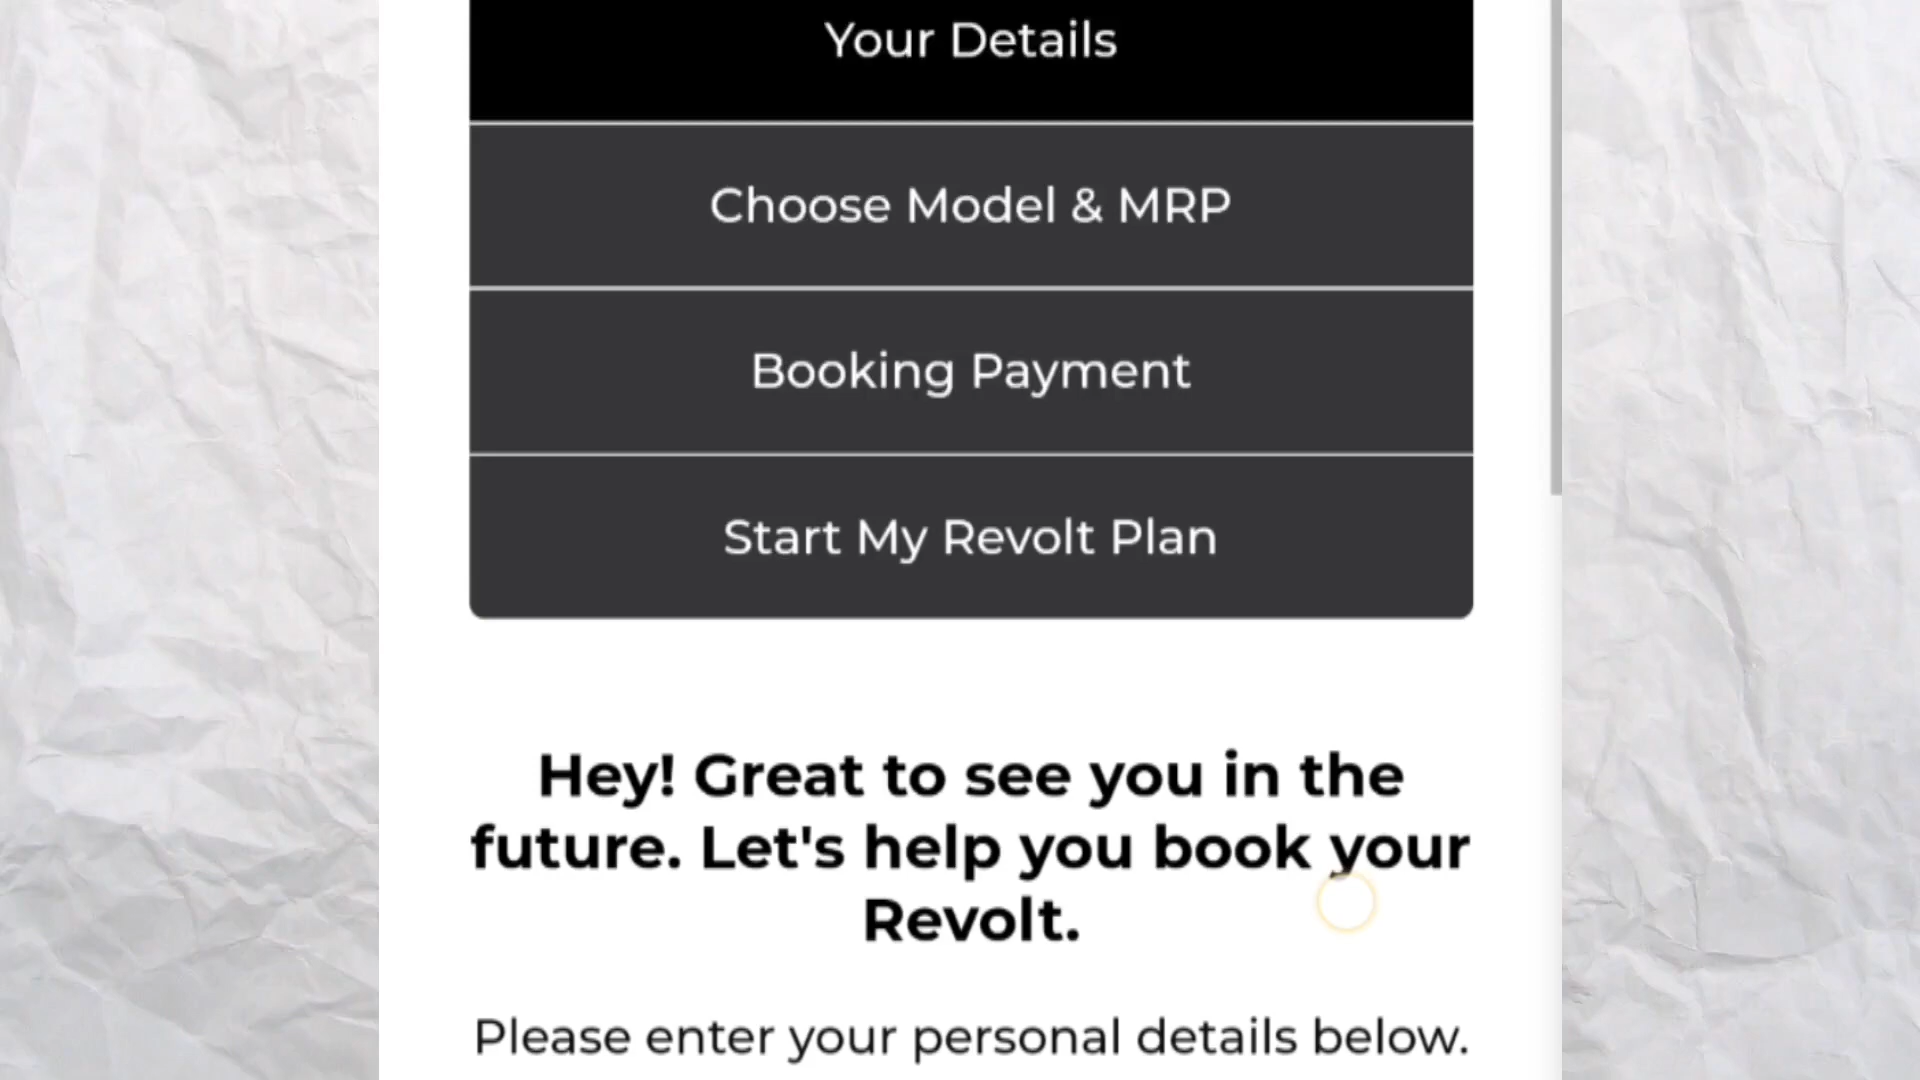 Your Details
Choose Model & MRP
Booking Payment
Start My Revolt Plan
Hey! Great to see you in the
future. Let's help you book your
Revolt.
Please enter your personal details below.